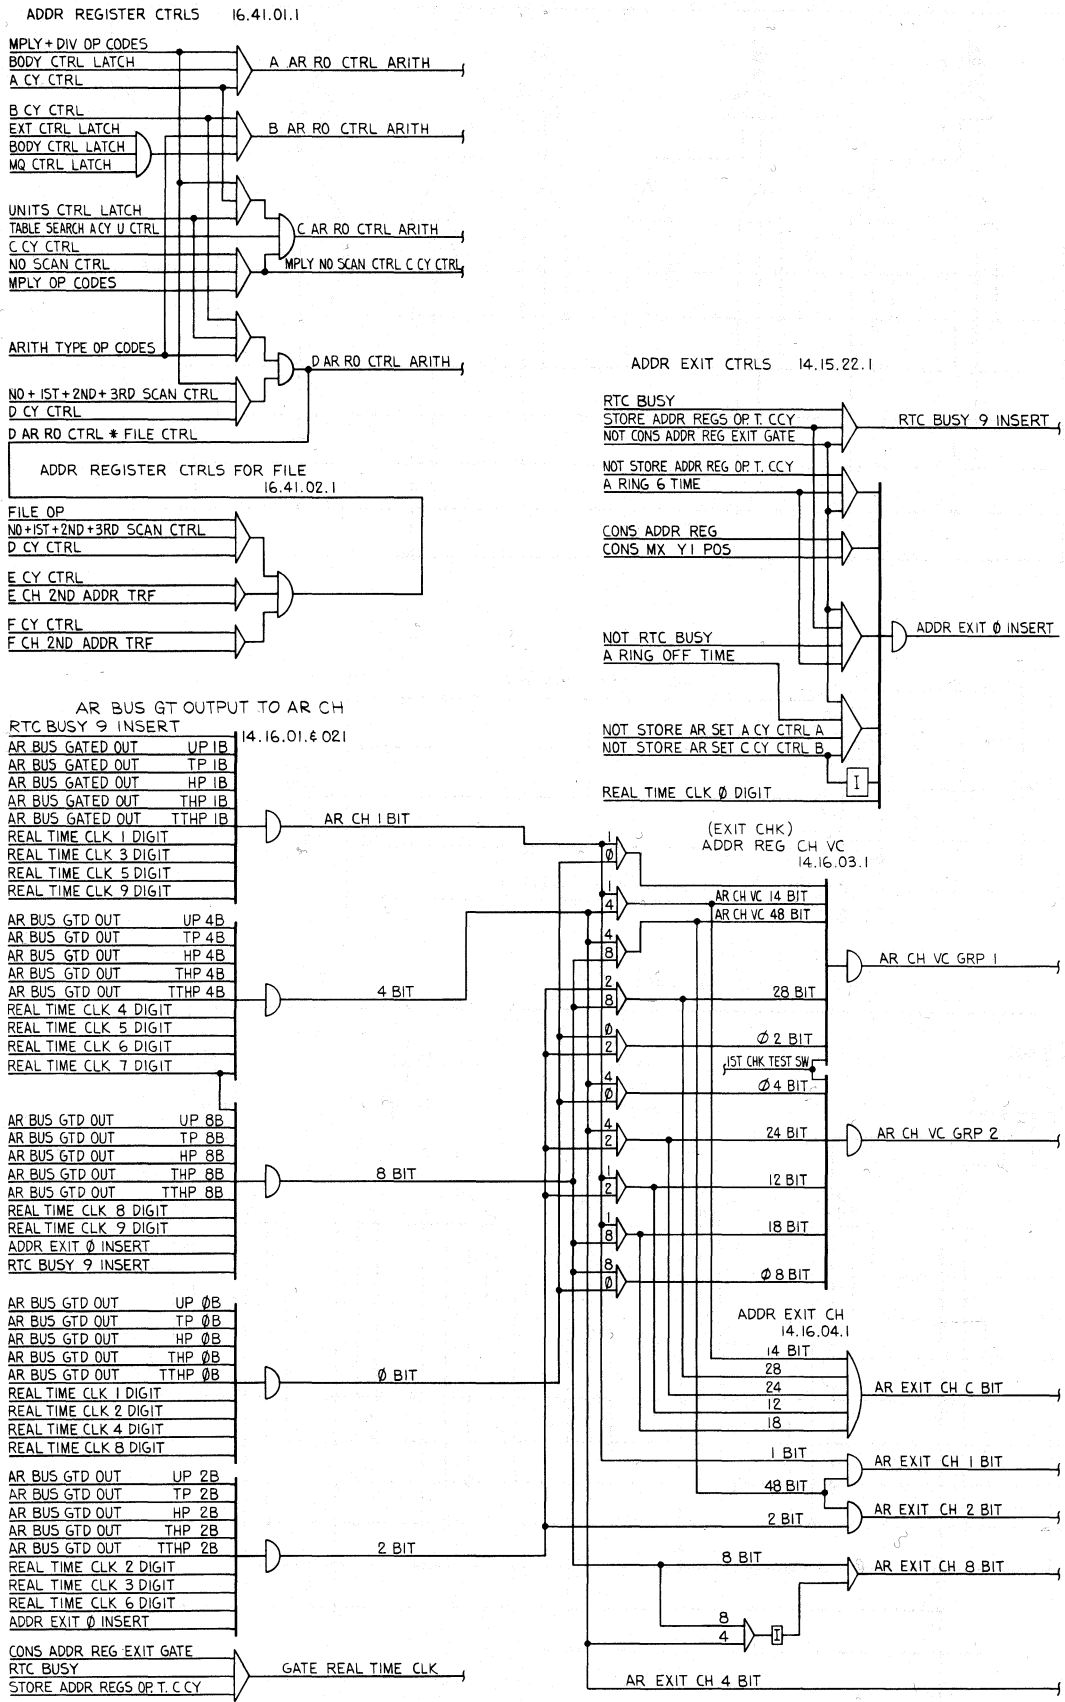 ADDR REGISTER CTRLS 16.41.01.1
MPLY + DIV OP CODES
BODY CTRL LATCH
A CY CTRL
A AR RO CTRL ARITH
B CY CTRL
EXT CTRL LATCH
BODY CTRL LATCH
MQ CTRL LATCH
B AR RO CTRL ARITH
UNITS CTRL LATCH
TABLE SEARCH A CY U CTRL
C CY CTRL
NO SCAN CTRL
MPLY OP CODES
C AR RO CTRL ARITH
MPLY NO SCAN CTRL C CY CTRL
ARITH TYPE OP CODES
NO + 1ST + 2ND + 3RD SCAN CTRL
D CY CTRL
D AR RO CTRL ARITH
D AR RO CTRL * FILE CTRL
ADDR REGISTER CTRLS FOR FILE
16.41.02.1
FILE OP
NO+1ST+2ND+3RD SCAN CTRL
D CY CTRL
E CY CTRL
E CH 2ND ADDR TRF
F CY CTRL
F CH 2ND ADDR TRF
ADDR EXIT CTRLS 14.15.22.1
RTC BUSY
STORE ADDR REGS OP. T. CCY
NOT CONS ADDR REG EXIT GATE
RTC BUSY 9 INSERT
NOT STORE ADDR REG OP. T. CCY
A RING 6 TIME
CONS ADDR REG
CONS MX Y1 POS
NOT RTC BUSY
A RING OFF TIME
ADDR EXIT Ø INSERT
NOT STORE AR SET A CY CTRL A
NOT STORE AR SET C CY CTRL B
I
REAL TIME CLK Ø DIGIT
AR BUS GT OUTPUT TO AR CH
RTC BUSY 9 INSERT
14.16.01.& 021
AR BUS GATED OUT UP 1B
AR BUS GATED OUT TP 1B
AR BUS GATED OUT HP 1B
AR BUS GATED OUT THP 1B
AR BUS GATED OUT TTHP 1B
REAL TIME CLK 1 DIGIT
REAL TIME CLK 3 DIGIT
REAL TIME CLK 5 DIGIT
REAL TIME CLK 9 DIGIT
AR CH 1 BIT
AR BUS GTD OUT UP 4B
AR BUS GTD OUT TP 4B
AR BUS GTD OUT HP 4B
AR BUS GTD OUT THP 4B
AR BUS GTD OUT TTHP 4B
REAL TIME CLK 4 DIGIT
REAL TIME CLK 5 DIGIT
REAL TIME CLK 6 DIGIT
REAL TIME CLK 7 DIGIT
4 BIT
AR BUS GTD OUT UP 8B
AR BUS GTD OUT TP 8B
AR BUS GTD OUT HP 8B
AR BUS GTD OUT THP 8B
AR BUS GTD OUT TTHP 8B
REAL TIME CLK 8 DIGIT
REAL TIME CLK 9 DIGIT
ADDR EXIT Ø INSERT
RTC BUSY 9 INSERT
8 BIT
AR BUS GTD OUT UP ØB
AR BUS GTD OUT TP ØB
AR BUS GTD OUT HP ØB
AR BUS GTD OUT THP ØB
AR BUS GTD OUT TTHP ØB
REAL TIME CLK 1 DIGIT
REAL TIME CLK 2 DIGIT
REAL TIME CLK 4 DIGIT
REAL TIME CLK 8 DIGIT
Ø BIT
AR BUS GTD OUT UP 2B
AR BUS GTD OUT TP 2B
AR BUS GTD OUT HP 2B
AR BUS GTD OUT THP 2B
AR BUS GTD OUT TTHP 2B
REAL TIME CLK 2 DIGIT
REAL TIME CLK 3 DIGIT
REAL TIME CLK 6 DIGIT
ADDR EXIT Ø INSERT
2 BIT
CONS ADDR REG EXIT GATE
RTC BUSY
STORE ADDR REGS OP. T. C CY
GATE REAL TIME CLK
(EXIT CHK)
ADDR REG CH VC
14.16.03.1
1
Ø
1
4
AR CH VC 14 BIT
AR CH VC 48 BIT
4
8
AR CH VC GRP 1
2
8
28 BIT
Ø
2
Ø 2 BIT
1ST CHK TEST SW
4
Ø
Ø 4 BIT
4
2
24 BIT
AR CH VC GRP 2
1
2
12 BIT
1
8
18 BIT
8
Ø
Ø 8 BIT
ADDR EXIT CH
14.16.04.1
14 BIT
28
24
12
18
AR EXIT CH C BIT
1 BIT
AR EXIT CH 1 BIT
48 BIT
2 BIT
AR EXIT CH 2 BIT
8 BIT
AR EXIT CH 8 BIT
8
4
I
AR EXIT CH 4 BIT